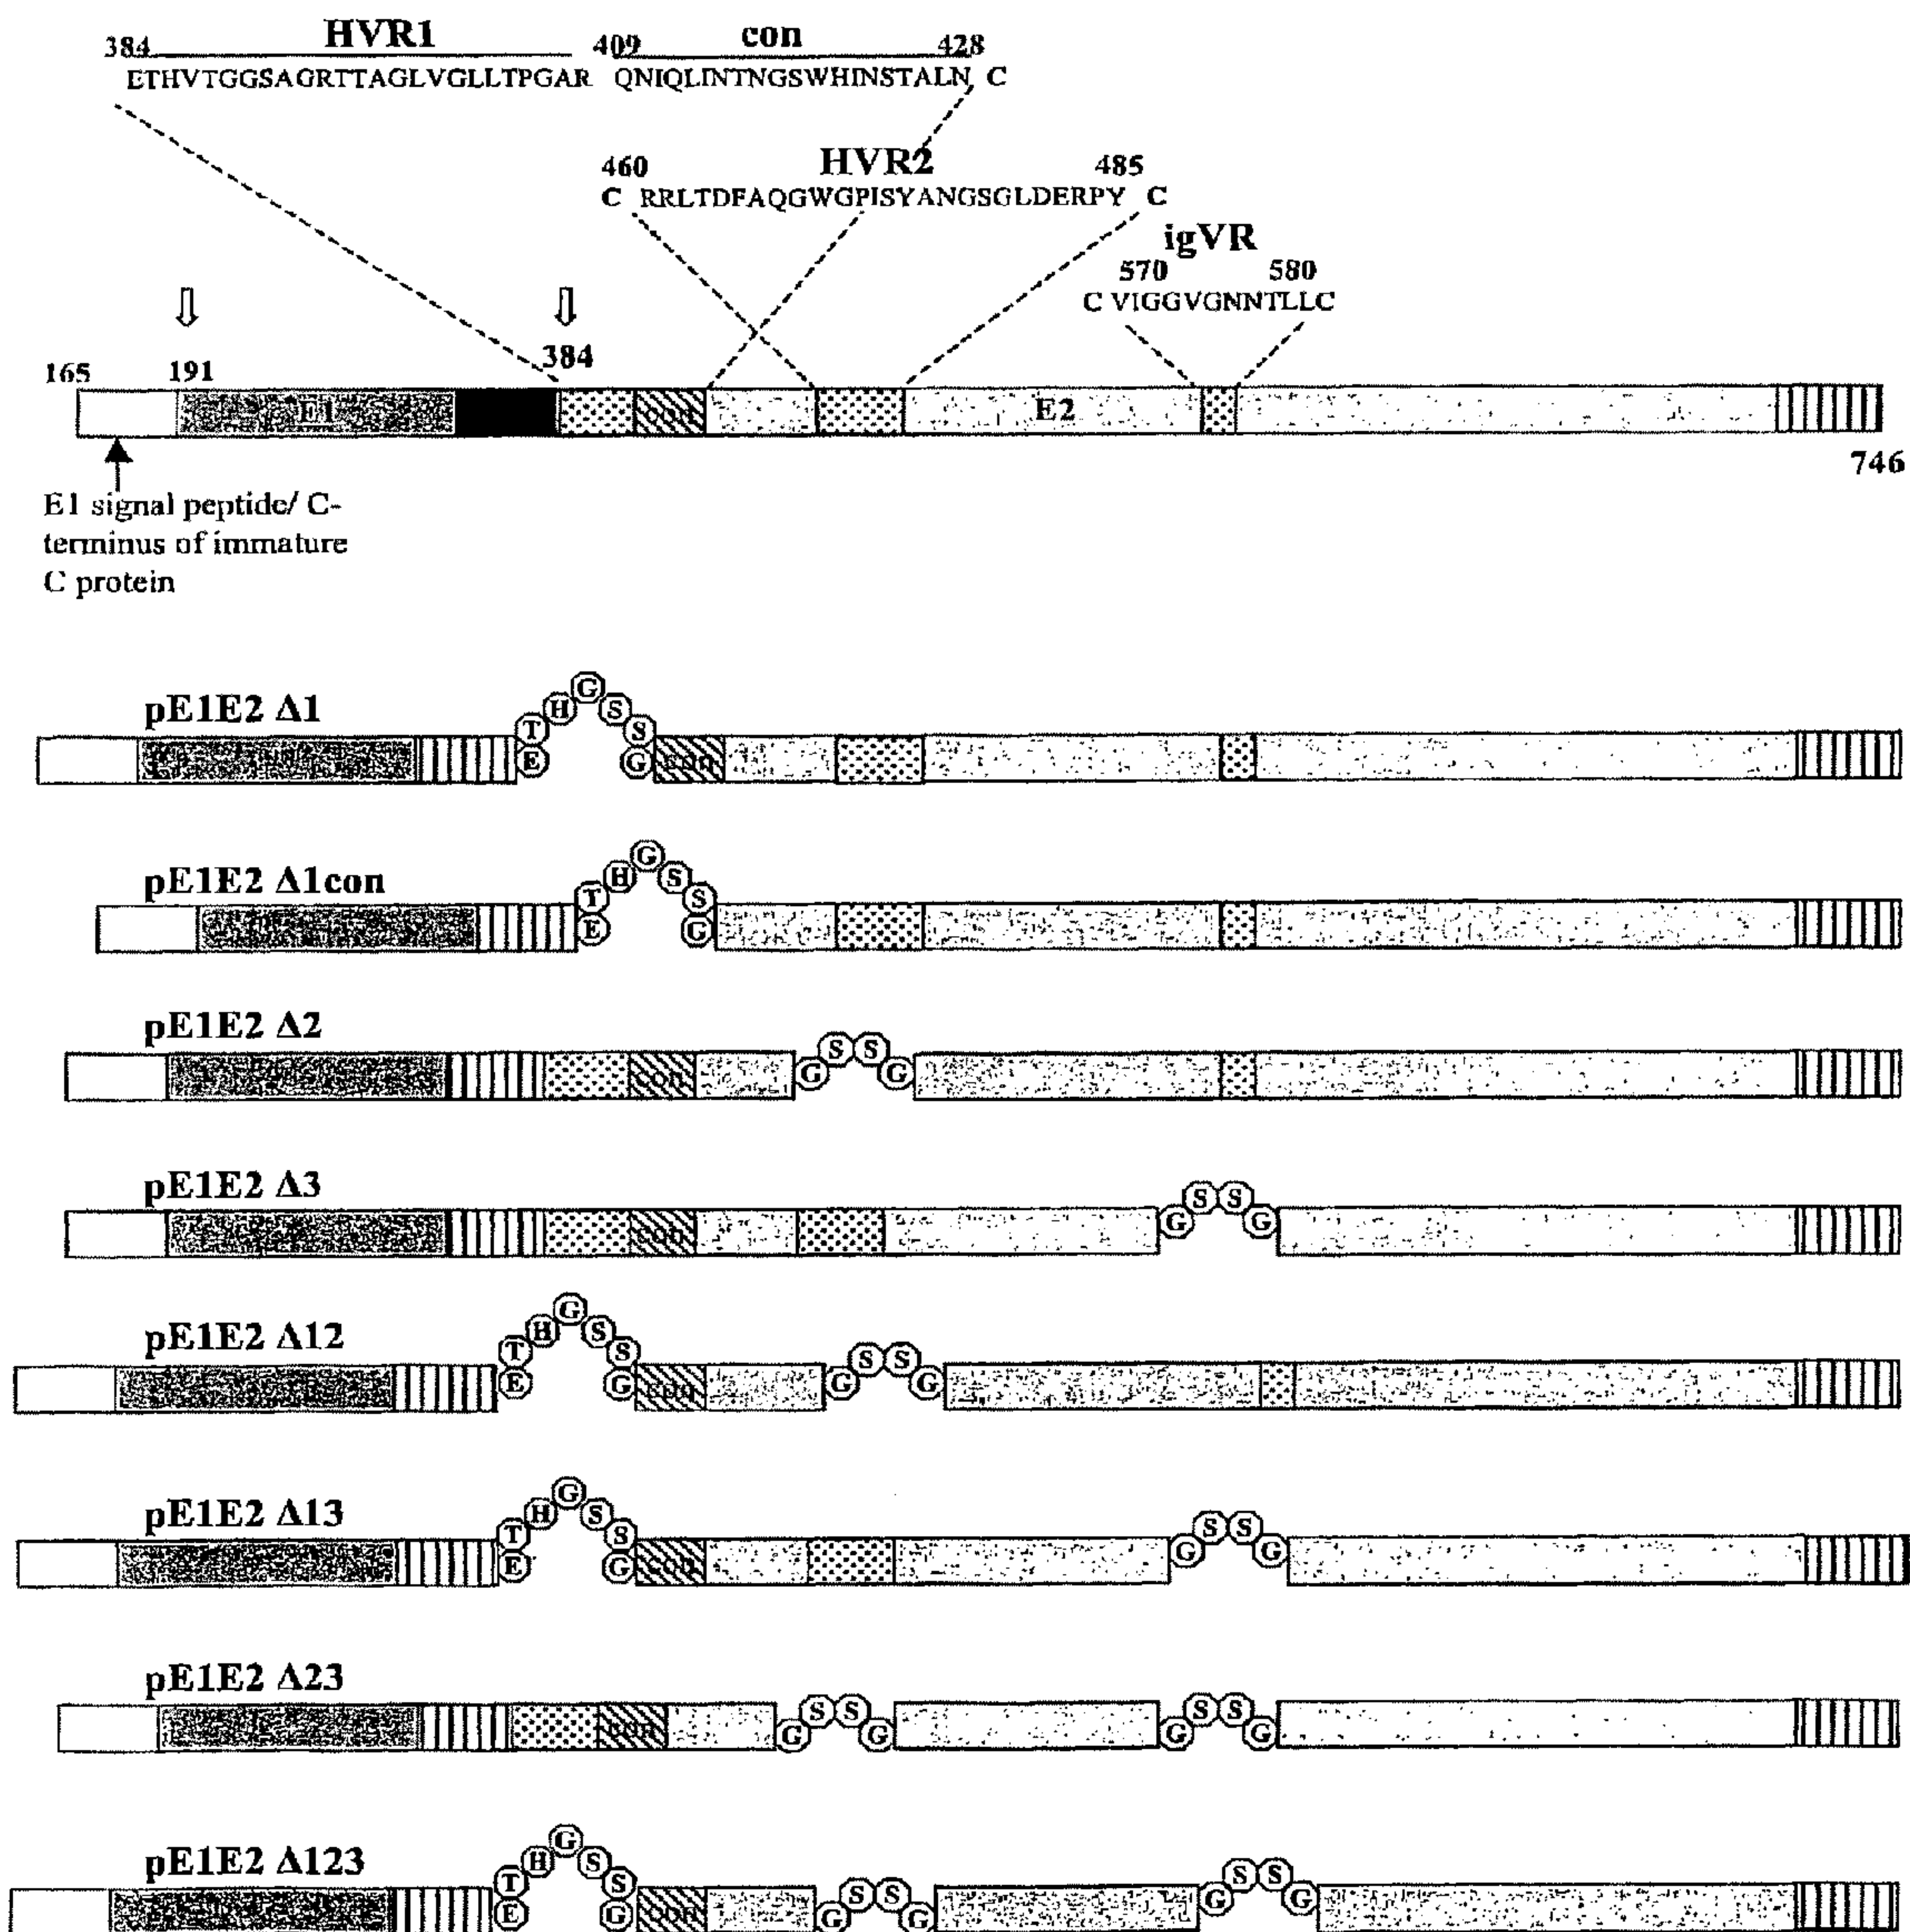 HVR1 con
384 409 428
ETHVTGGSAGRTTAGLVGLLTPGAR QNIQLINTNGSWHINSTALN C
460 HVR2 485
C RRLTDFAQGWGPISYANGSGLDERPY C
igVR
570 580
C VIGGVGNNTLLC
165 191 384
E1 con E2
746
E1 signal peptide/ C-
terminus of immature
C protein
pE1E2 Δ1
E T H G S S G con
pE1E2 Δ1con
E T H G S S G
pE1E2 Δ2
con G S S G
pE1E2 Δ3
con G S S G
pE1E2 Δ12
E T H G S S G con G S S G
pE1E2 Δ13
E T H G S S G con G S S G
pE1E2 Δ23
con G S S G G S S G
pE1E2 Δ123
E T H G S S G con G S S G G S S G